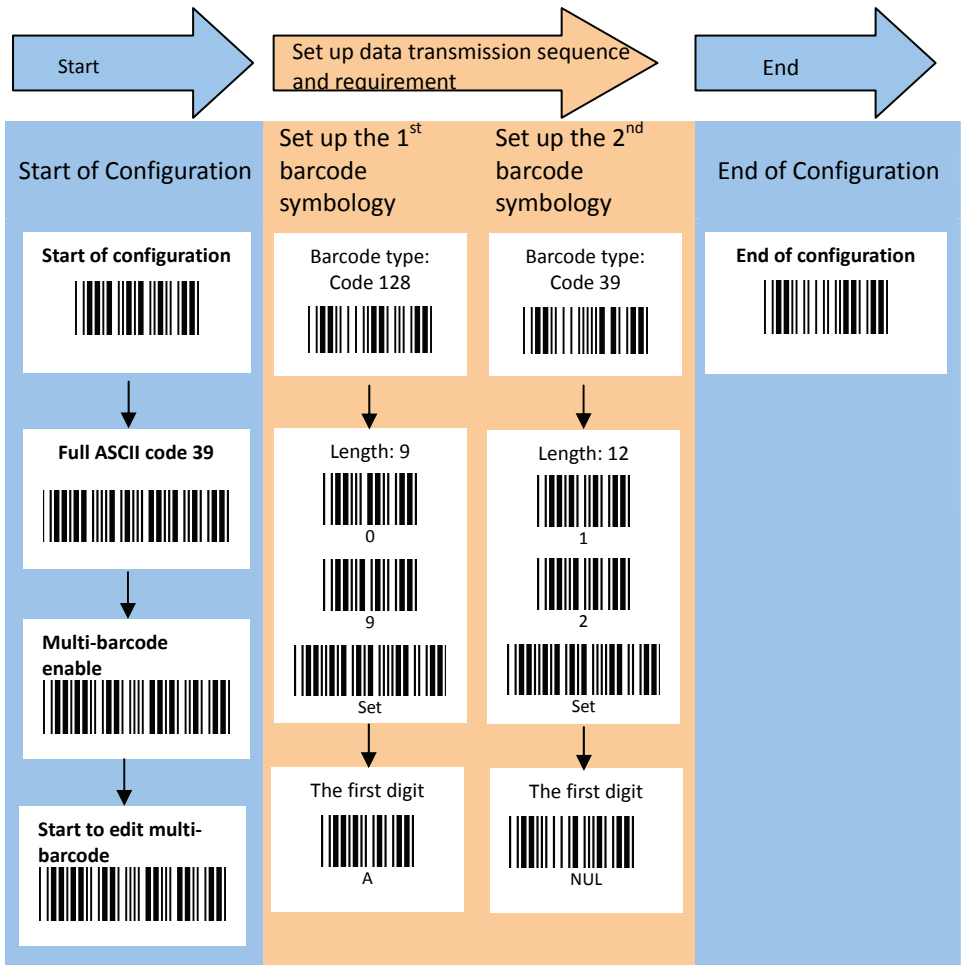 Start
Set up data transmission sequence
and requirement
End
Start of Configuration
Set up the 1st
barcode
symbology
Set up the 2nd
barcode
symbology
End of Configuration
Start of configuration
Full ASCII code 39
Multi-barcode
enable
Start to edit multi-
barcode
Barcode type:
Code 128
Length: 9
0
9
Set
The first digit
A
Barcode type:
Code 39
Length: 12
1
2
Set
The first digit
NUL
End of configuration